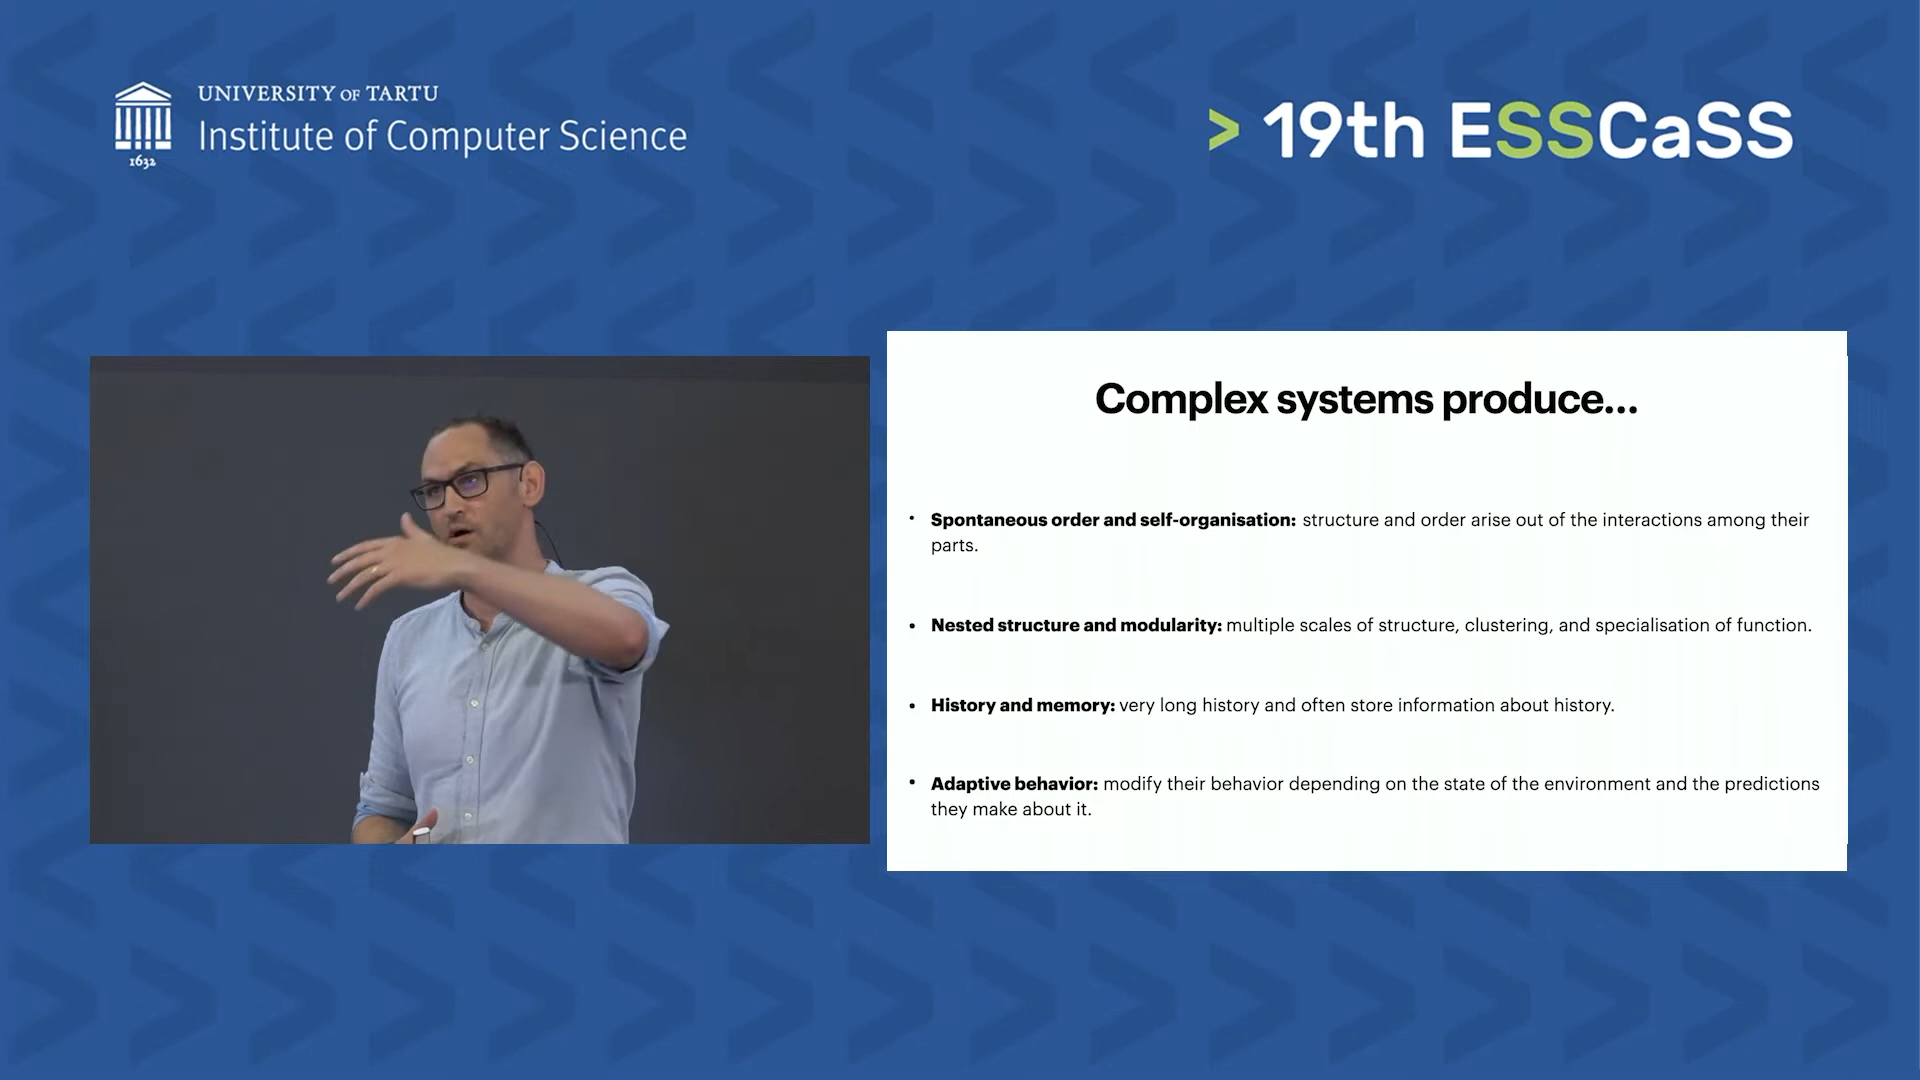 UNIVERSITY OF TARTU
Institute of Computer Science
1632
> 19th ESSCaSS
Complex systems produce...
• Spontaneous order and self-organisation: structure and order arise out of the interactions among their
parts.
• Nested structure and modularity: multiple scales of structure, clustering, and specialisation of function.
• History and memory: very long history and often store information about history.
• Adaptive behavior: modify their behavior depending on the state of the environment and the predictions
they make about it.